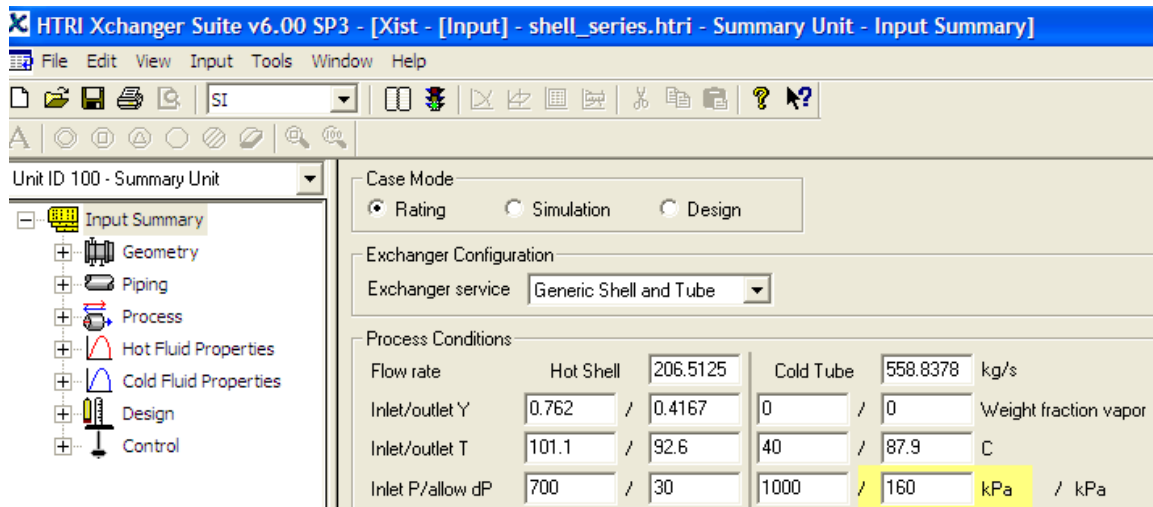 HTRI Xchanger Suite v6.00 SP3 - [Xist - [Input] - shell_series.htri - Summary Unit - Input Summary]
File Edit View Input Tools Window Help
SI
Unit ID 100 - Summary Unit
Input Summary
Geometry
Piping
Process
Hot Fluid Properties
Cold Fluid Properties
Design
Control
Case Mode
Rating Simulation Design
Exchanger Configuration
Exchanger service Generic Shell and Tube
Process Conditions
Flow rate Hot Shell 206.5125 Cold Tube 558.8378 kg/s
Inlet/outlet Y 0.762 / 0.4167 0 / 0 Weight fraction vapor
Inlet/outlet T 101.1 / 92.6 40 / 87.9 C
Inlet P/allow dP 700 / 30 1000 / 160 kPa / kPa